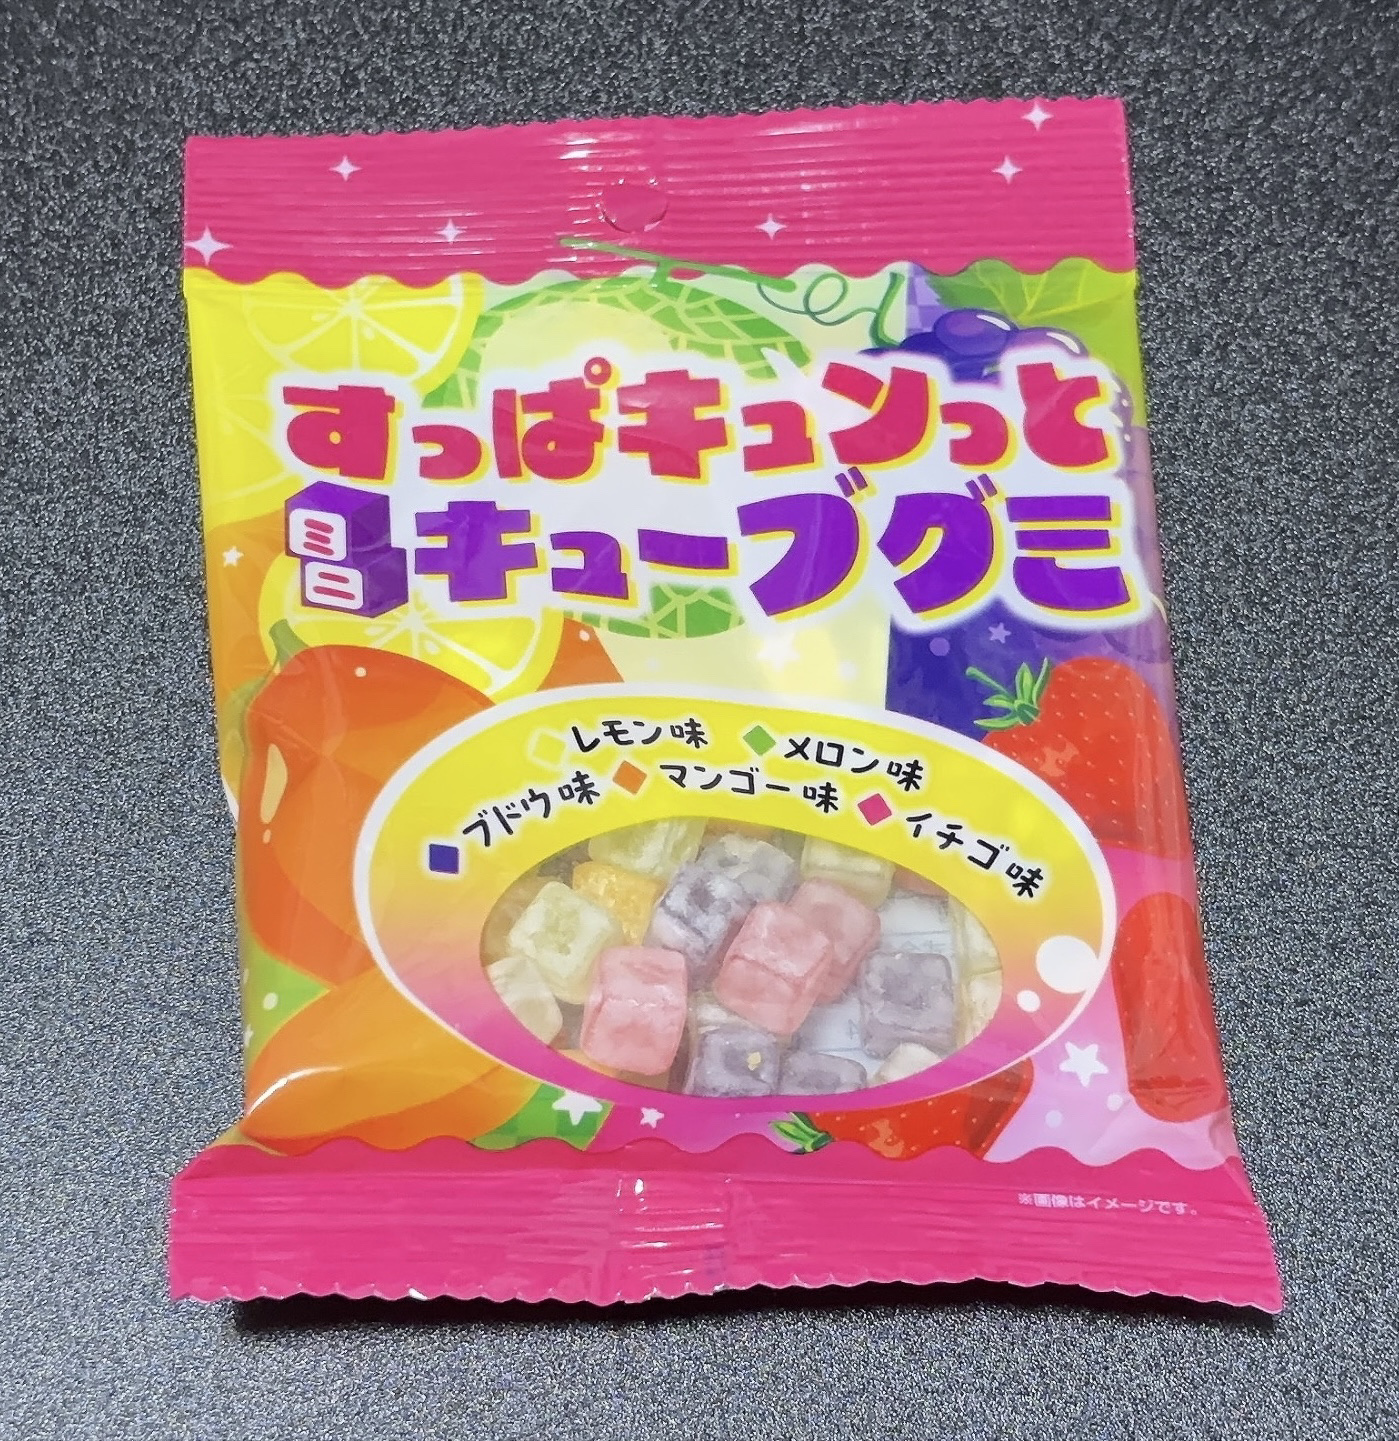 すっぱキュンっと
ミニキューブグミ
レモン味 メロン味
ブドウ味 マンゴー味 イチゴ味
※画像はイメージです。